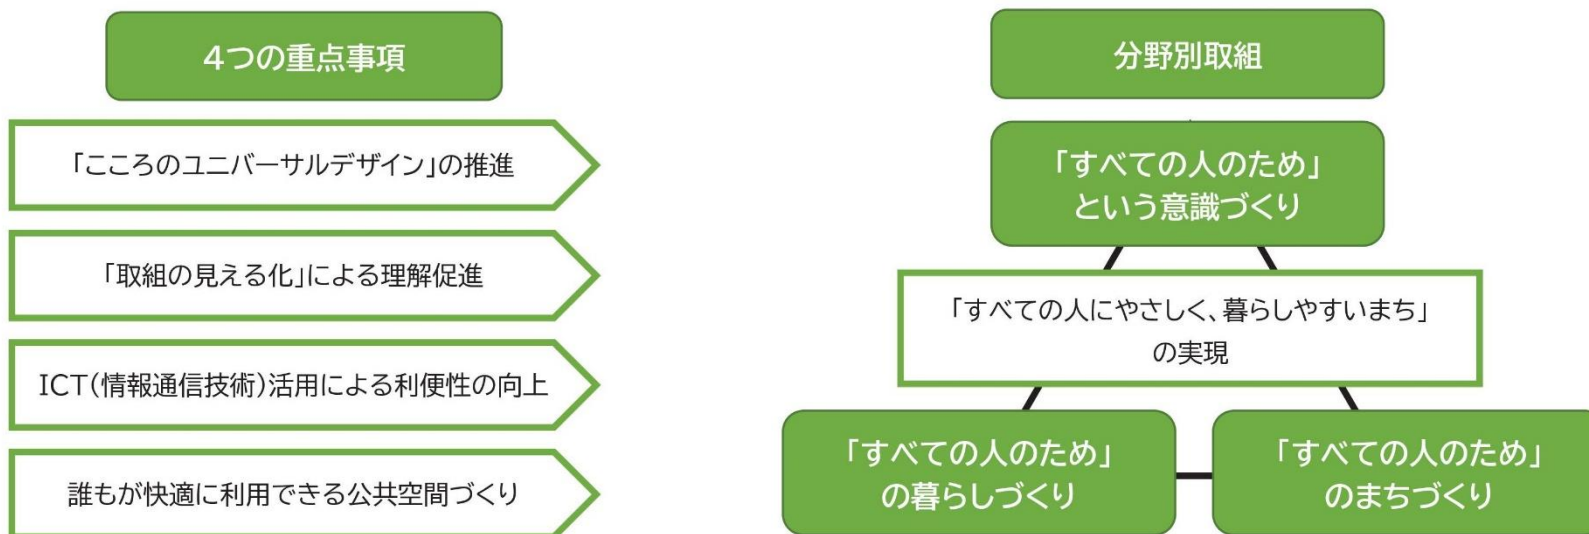 4つの重点事項
「こころのユニバーサルデザイン」の推進
「取組の見える化」による理解促進
ICT(情報通信技術)活用による利便性の向上
誰もが快適に利用できる公共空間づくり
分野別取組
「すべての人のため」
という意識づくり
「すべての人にやさしく、暮らしやすいまち」
の実現
「すべての人のため」
の暮らしづくり
「すべての人のため」
のまちづくり